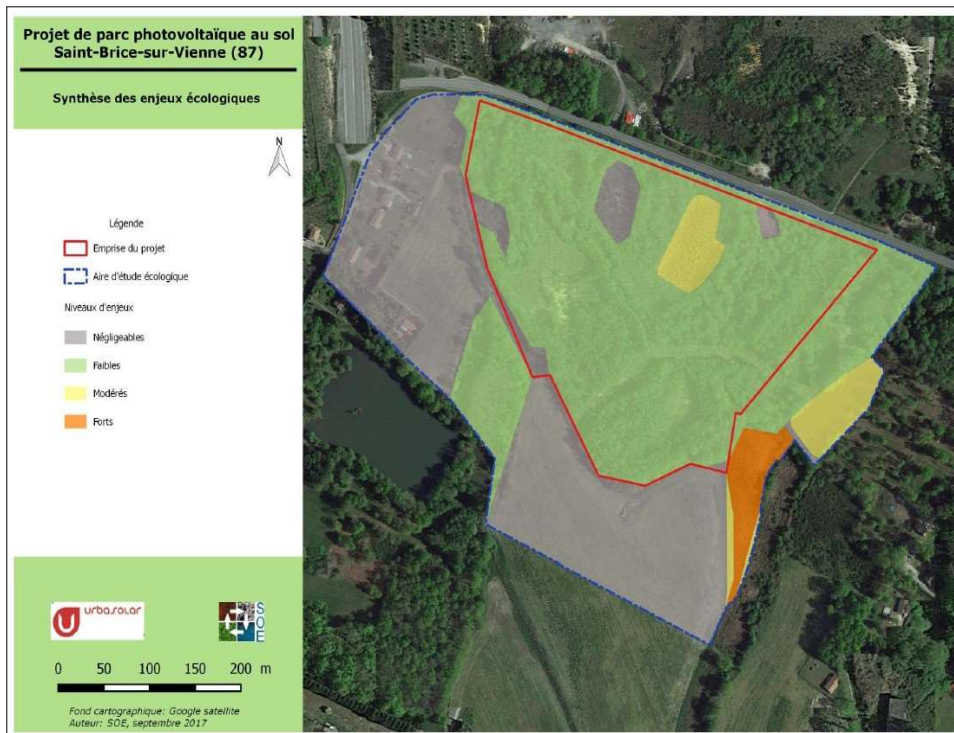 Projet de parc photovoltaïque au sol
Saint-Brice-sur-Vienne (87)
Synthèse des enjeux écologiques
N
Légende
Emprise du projet
Aire d'étude écologique
Niveaux d'enjeux
Négligeables
Faibles
Modérés
Forts
urbasolar
SOE
0 50 100 150 200 m
Fond cartographique: Google satellite
Auteur: SOE, septembre 2017